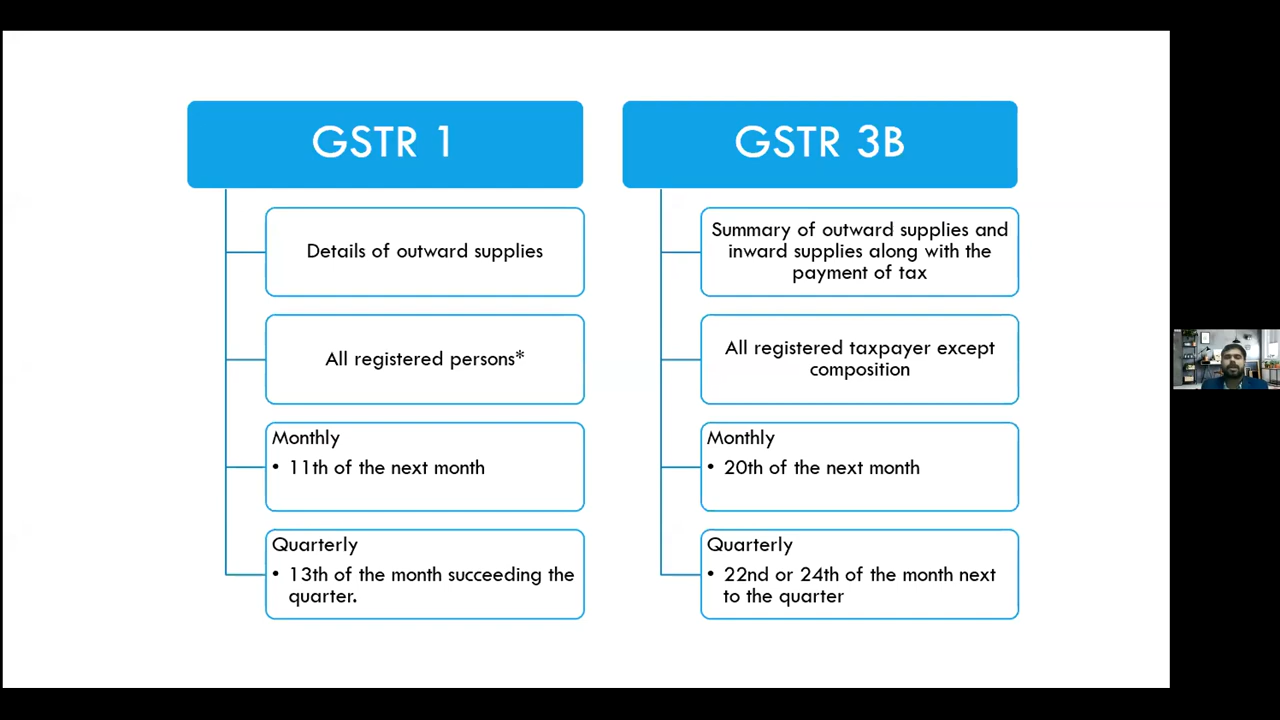 GSTR 1
Details of outward supplies
All registered persons*
Monthly
• 11th of the next month
Quarterly
• 13th of the month succeeding the
quarter.
GSTR 3B
Summary of outward supplies and
inward supplies along with the
payment of tax
All registered taxpayer except
composition
Monthly
• 20th of the next month
Quarterly
• 22nd or 24th of the month next
to the quarter